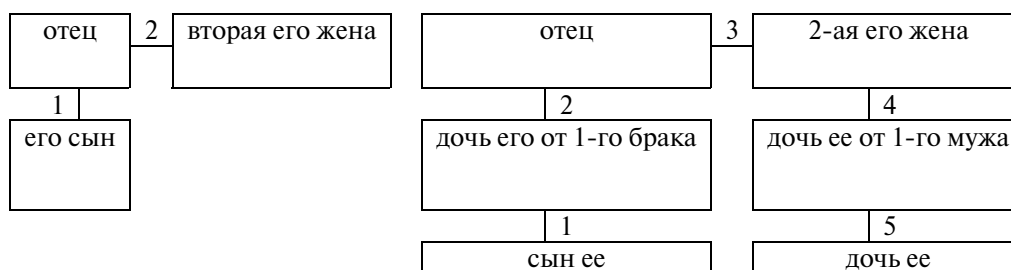 отец 2 вторая его жена отец 3 2-ая его жена
1 2 4
его сын дочь его от 1-го брака дочь ее от 1-го мужа
1 5
сын ее дочь ее